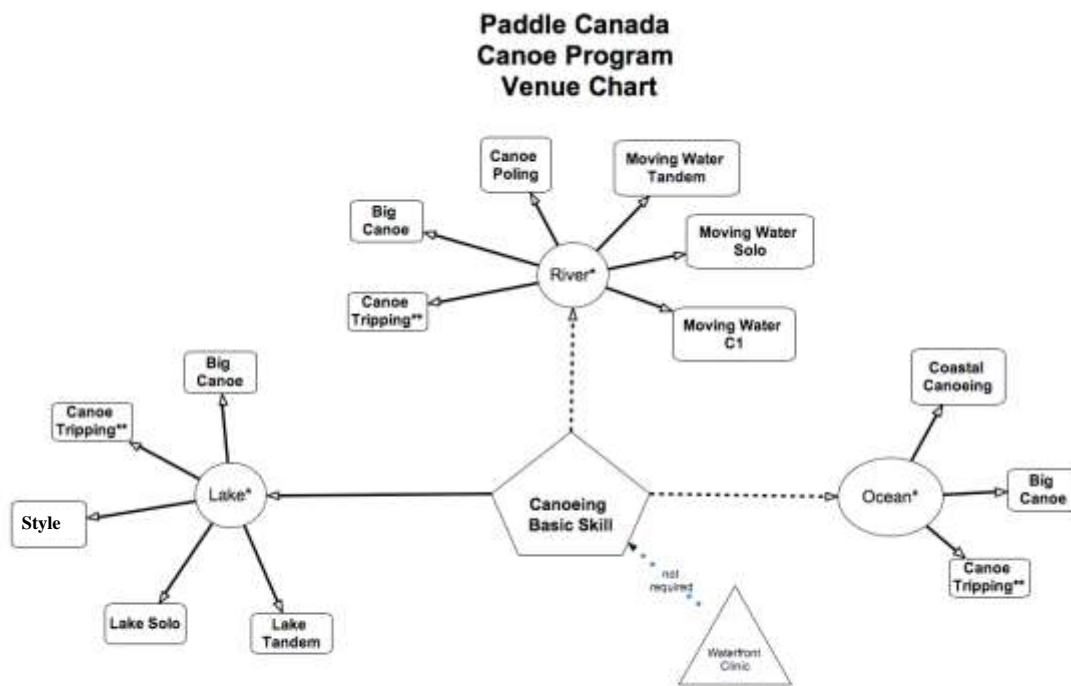 Paddle Canada
Canoe Program
Venue Chart
Canoe
Poling
Moving Water
Tandem
Big
Canoe
Moving Water
Solo
River*
Canoe
Tripping**
Moving Water
C1
Big
Canoe
Coastal
Canoeing
Canoe
Tripping**
Lake*
Style
Canoeing
Basic Skill
Ocean*
Big
Canoe
not
required
Canoe
Tripping**
Lake Solo
Lake
Tandem
Waterfront
Clinic